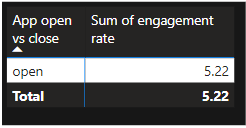 App open Sum of engagement
vs close rate
open 5.22
Total 5.22